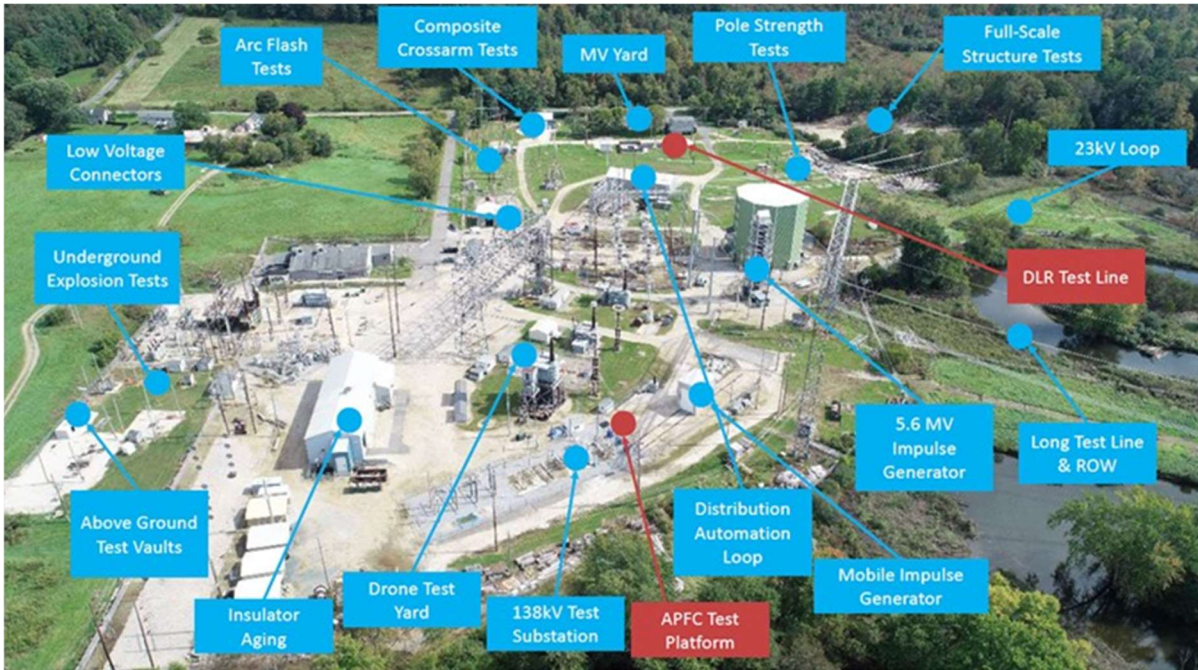 Composite
Crossarm Tests
Arc Flash
Tests
MV Yard
Pole Strength
Tests
Full-Scale
Structure Tests
Low Voltage
Connectors
23kV Loop
Underground
Explosion Tests
DLR Test Line
5.6 MV
Impulse
Generator
Long Test Line
& ROW
Above Ground
Test Vaults
Distribution
Automation
Loop
Insulator
Aging
Drone Test
Yard
138kV Test
Substation
APFC Test
Platform
Mobile Impulse
Generator